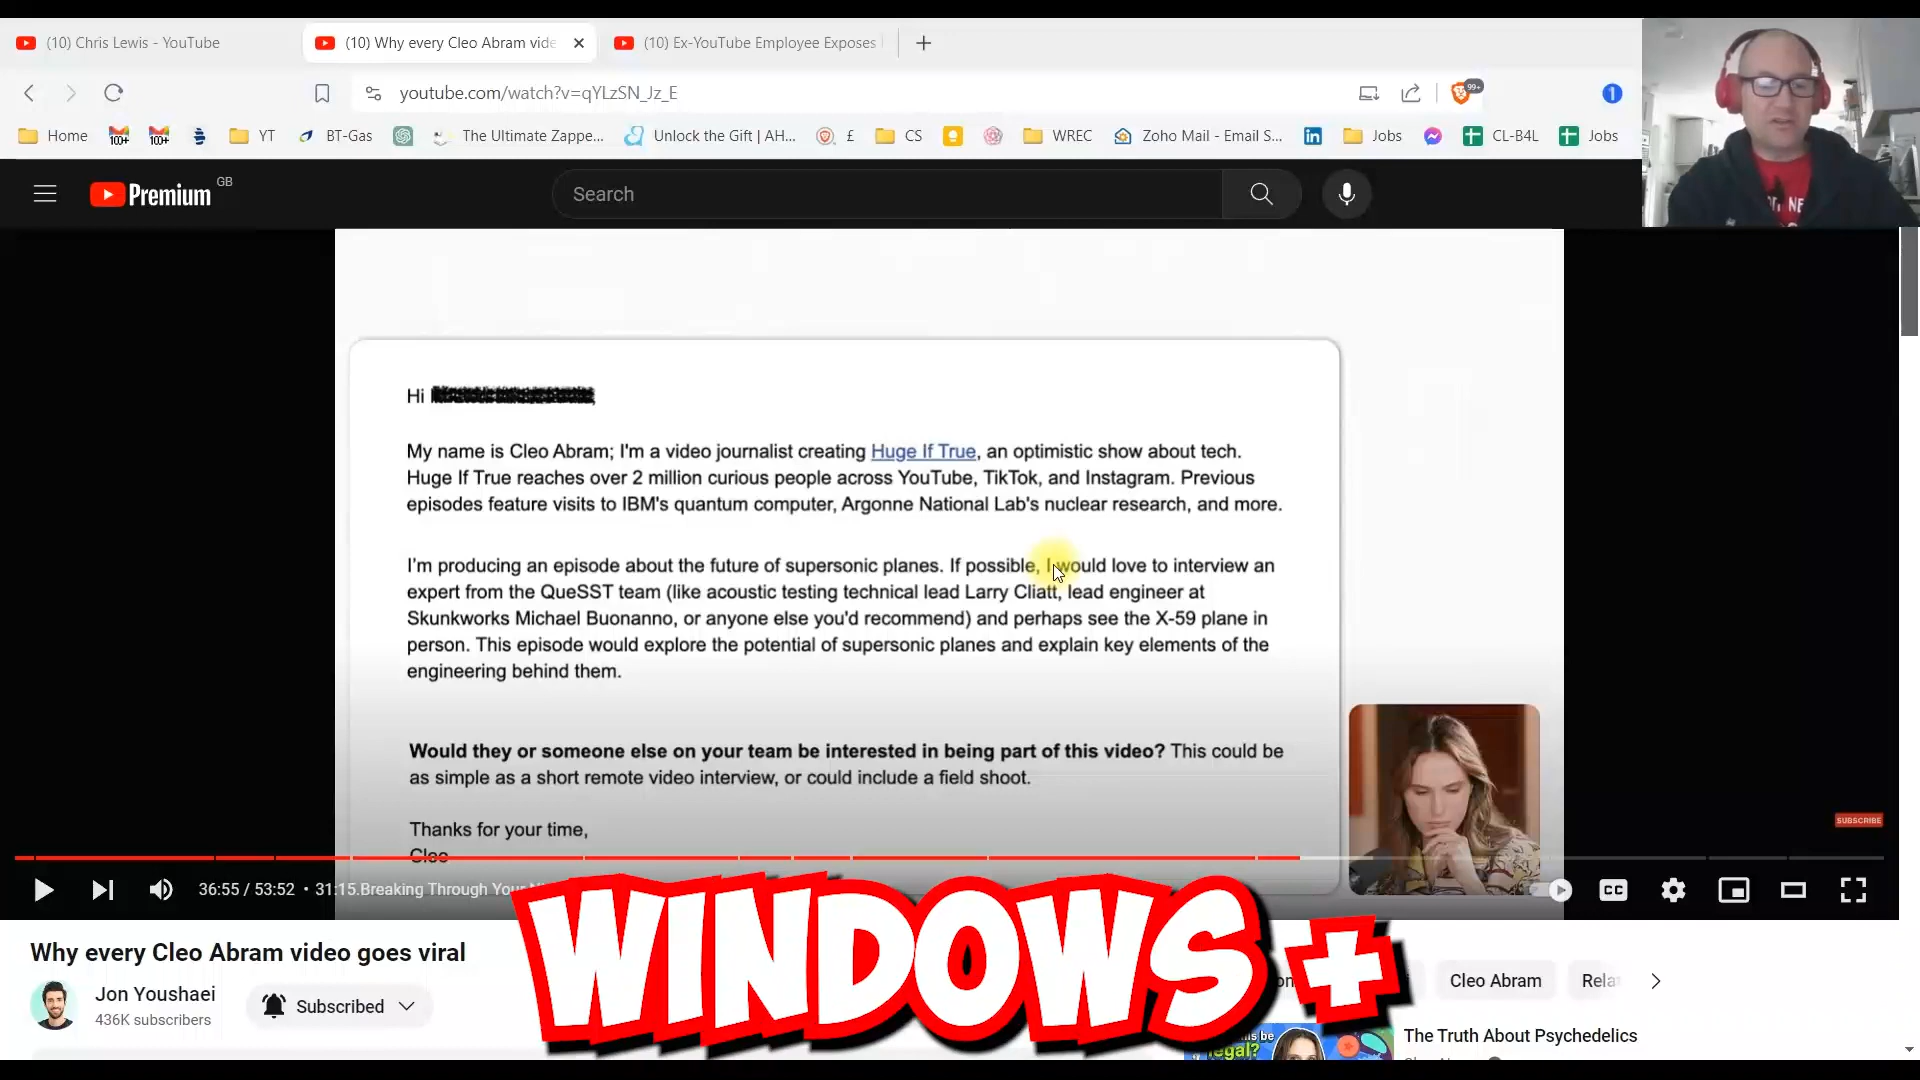 (10) Chris Lewis - YouTube
(10) Why every Cleo Abram vide
(10) Ex-YouTube Employee Exposes
youtube.com/watch?v=qYLzSN_Jz_E
99+
1
Home
100+
100+
YT
BT-Gas
The Ultimate Zappe...
Unlock the Gift | AH...
£
CS
WREC
Zoho Mail - Email S...
in
Jobs
CL-B4L
Jobs
Premium GB
Search
Hi
My name is Cleo Abram; I'm a video journalist creating Huge If True, an optimistic show about tech.
Huge If True reaches over 2 million curious people across YouTube, TikTok, and Instagram. Previous
episodes feature visits to IBM's quantum computer, Argonne National Lab's nuclear research, and more.
I'm producing an episode about the future of supersonic planes. If possible, I would love to interview an
expert from the QueSST team (like acoustic testing technical lead Larry Cliatt, lead engineer at
Skunkworks Michael Buonanno, or anyone else you'd recommend) and perhaps see the X-59 plane in
person. This episode would explore the potential of supersonic planes and explain key elements of the
engineering behind them.
Would they or someone else on your team be interested in being part of this video? This could be
as simple as a short remote video interview, or could include a field shoot.
Thanks for your time,
Cleo
SUBSCRIBE
36:55 / 53:52 • 31:15.Breaking Through You
CC
WINDOWS +
Why every Cleo Abram video goes viral
Jon Youshaei
436K subscribers
Subscribed
Cleo Abram
Rela
The Truth About Psychedelics